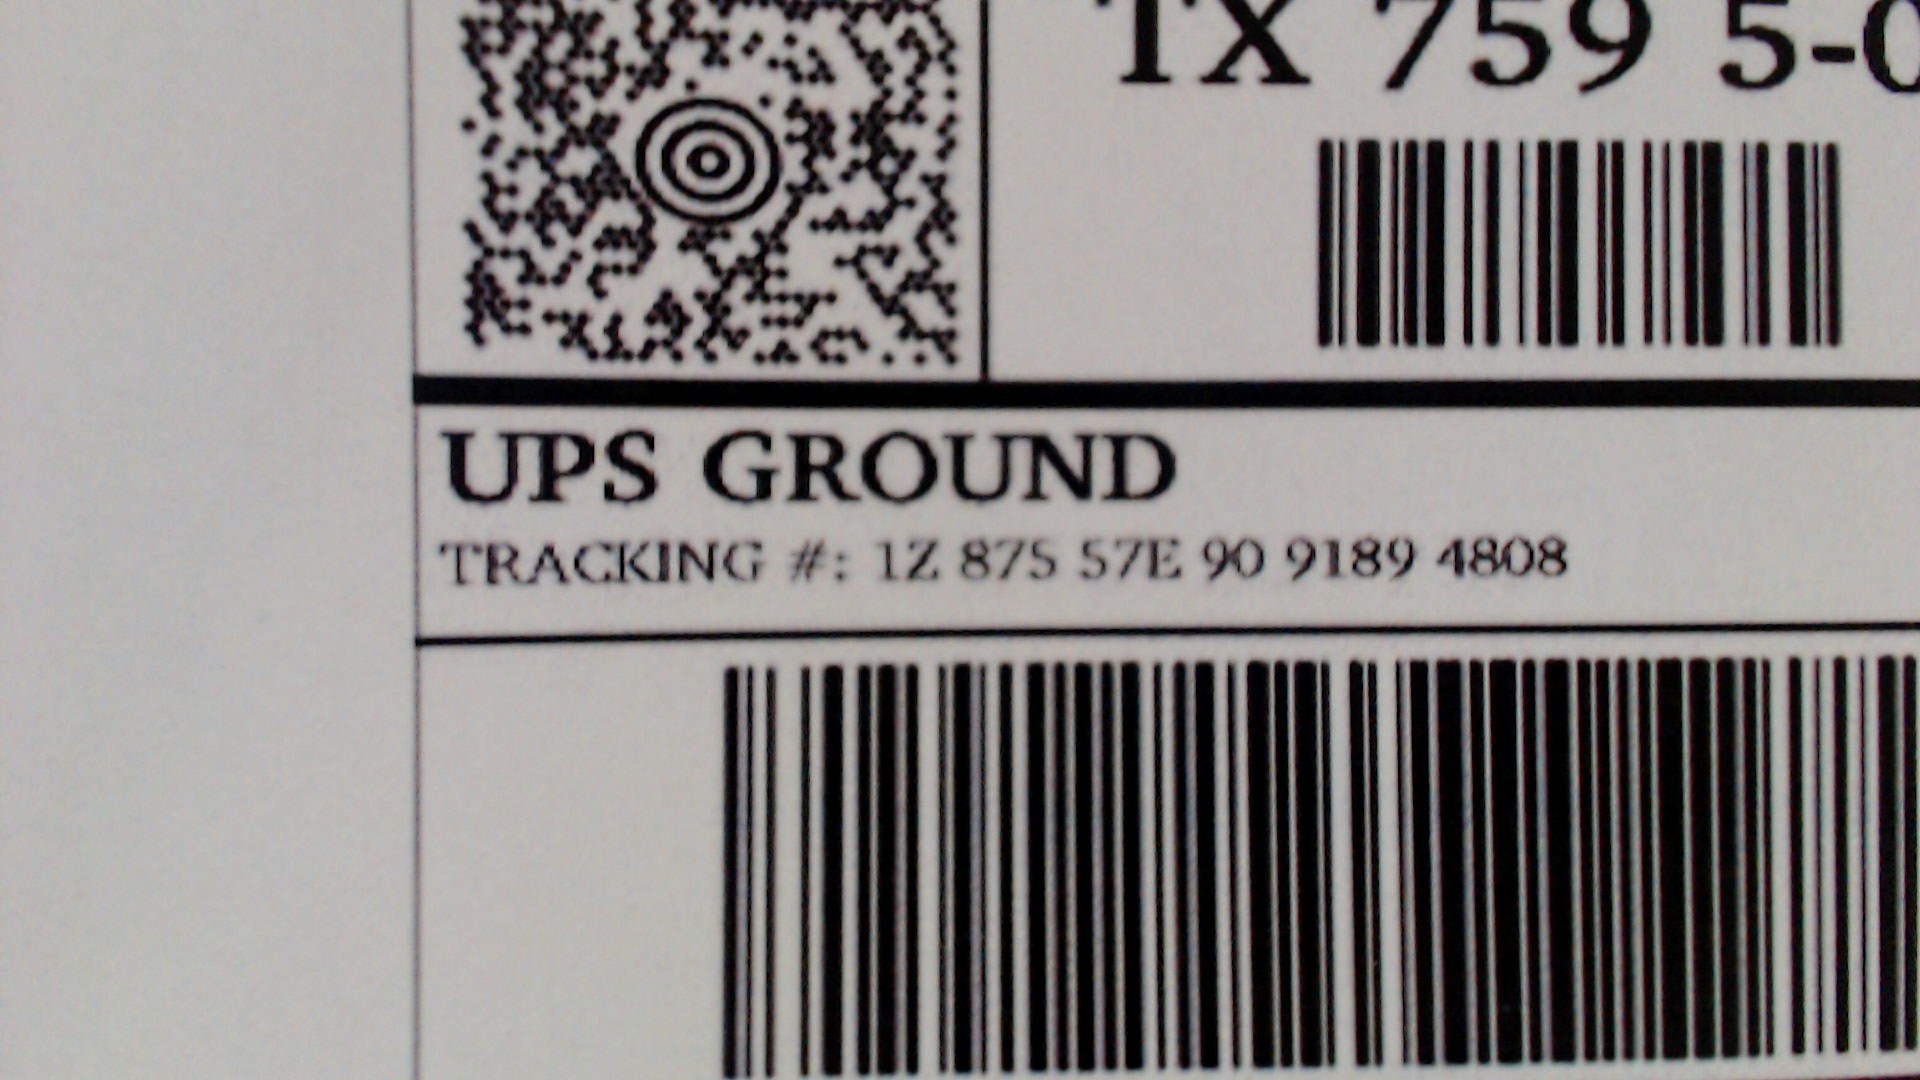 TX 759 5-0
UPS GROUND
TRACKING #: 1Z 875 57E 90 9189 4808